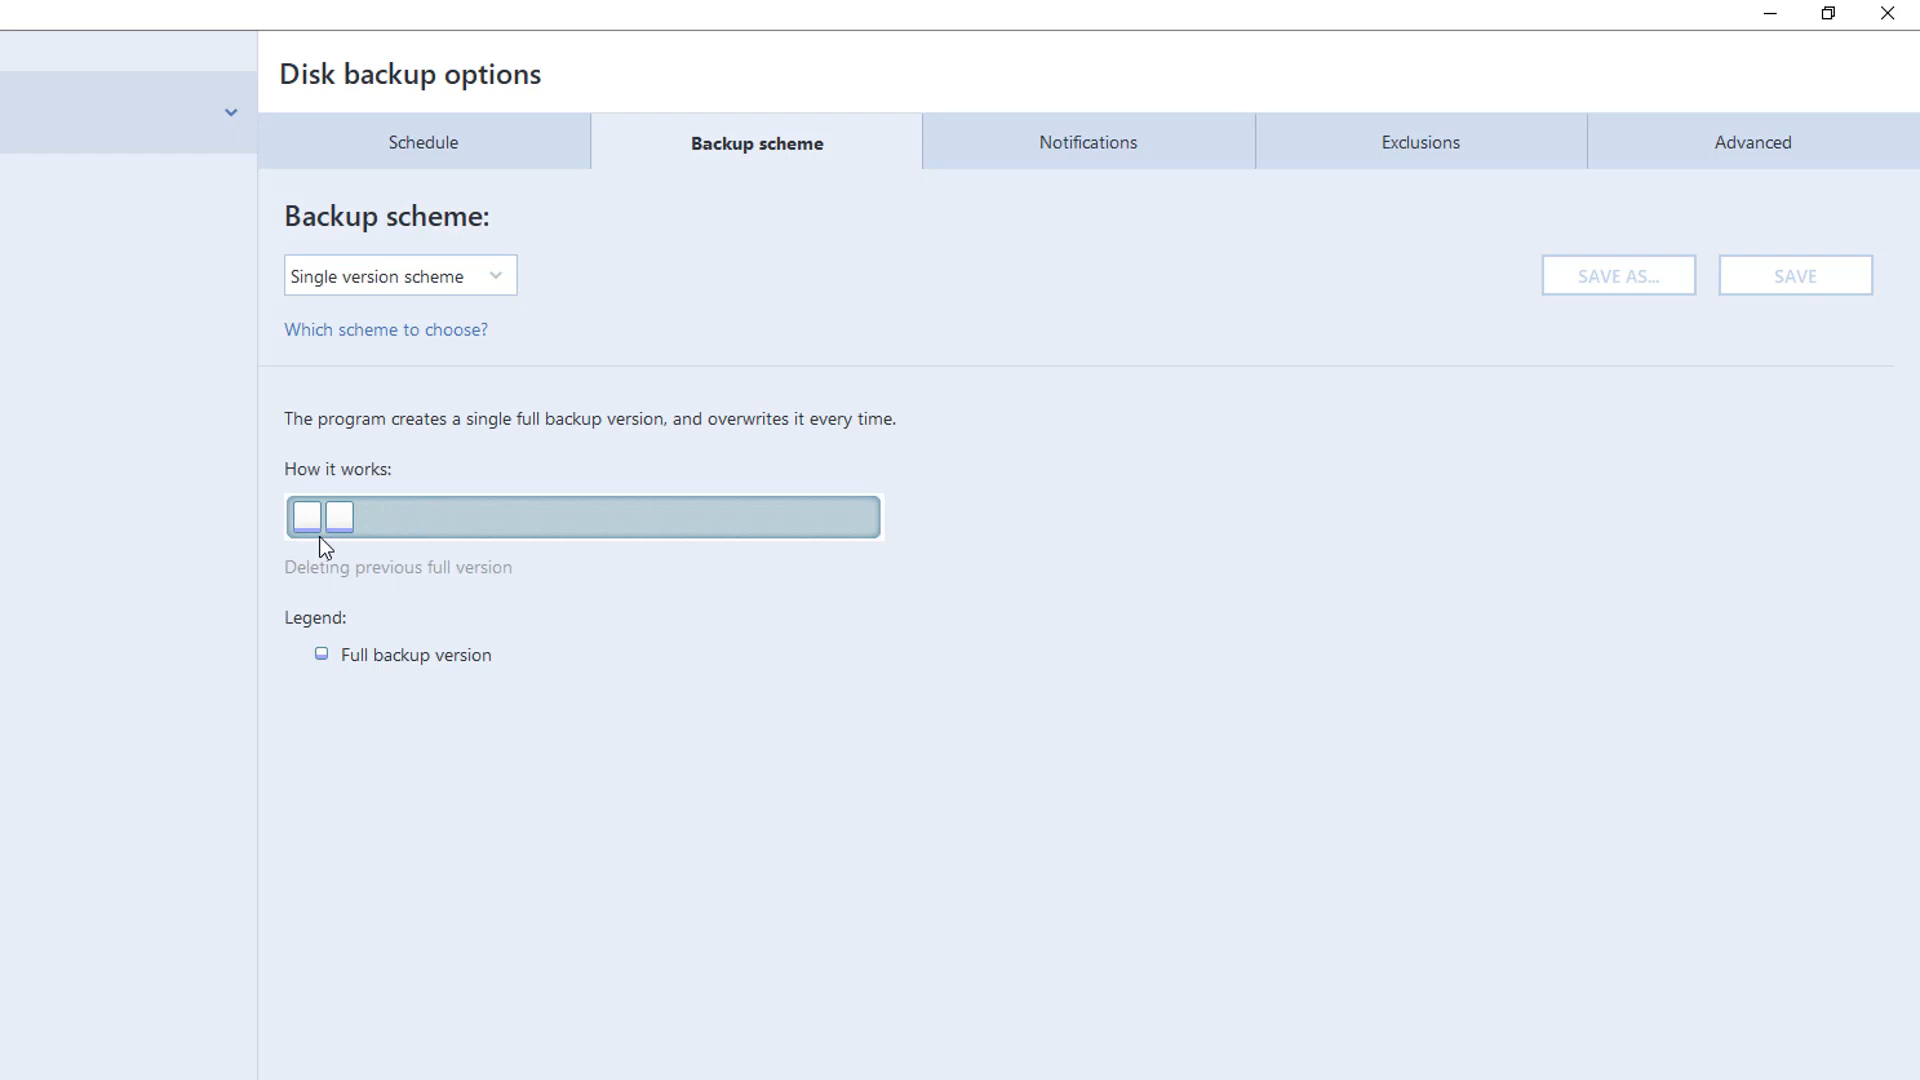 Disk backup options
Schedule
Backup scheme
Notifications
Exclusions
Advanced
Backup scheme:
Single version scheme
SAVE AS...
SAVE
Which scheme to choose?
The program creates a single full backup version, and overwrites it every time.
How it works:
Deleting previous full version
Legend:
Full backup version